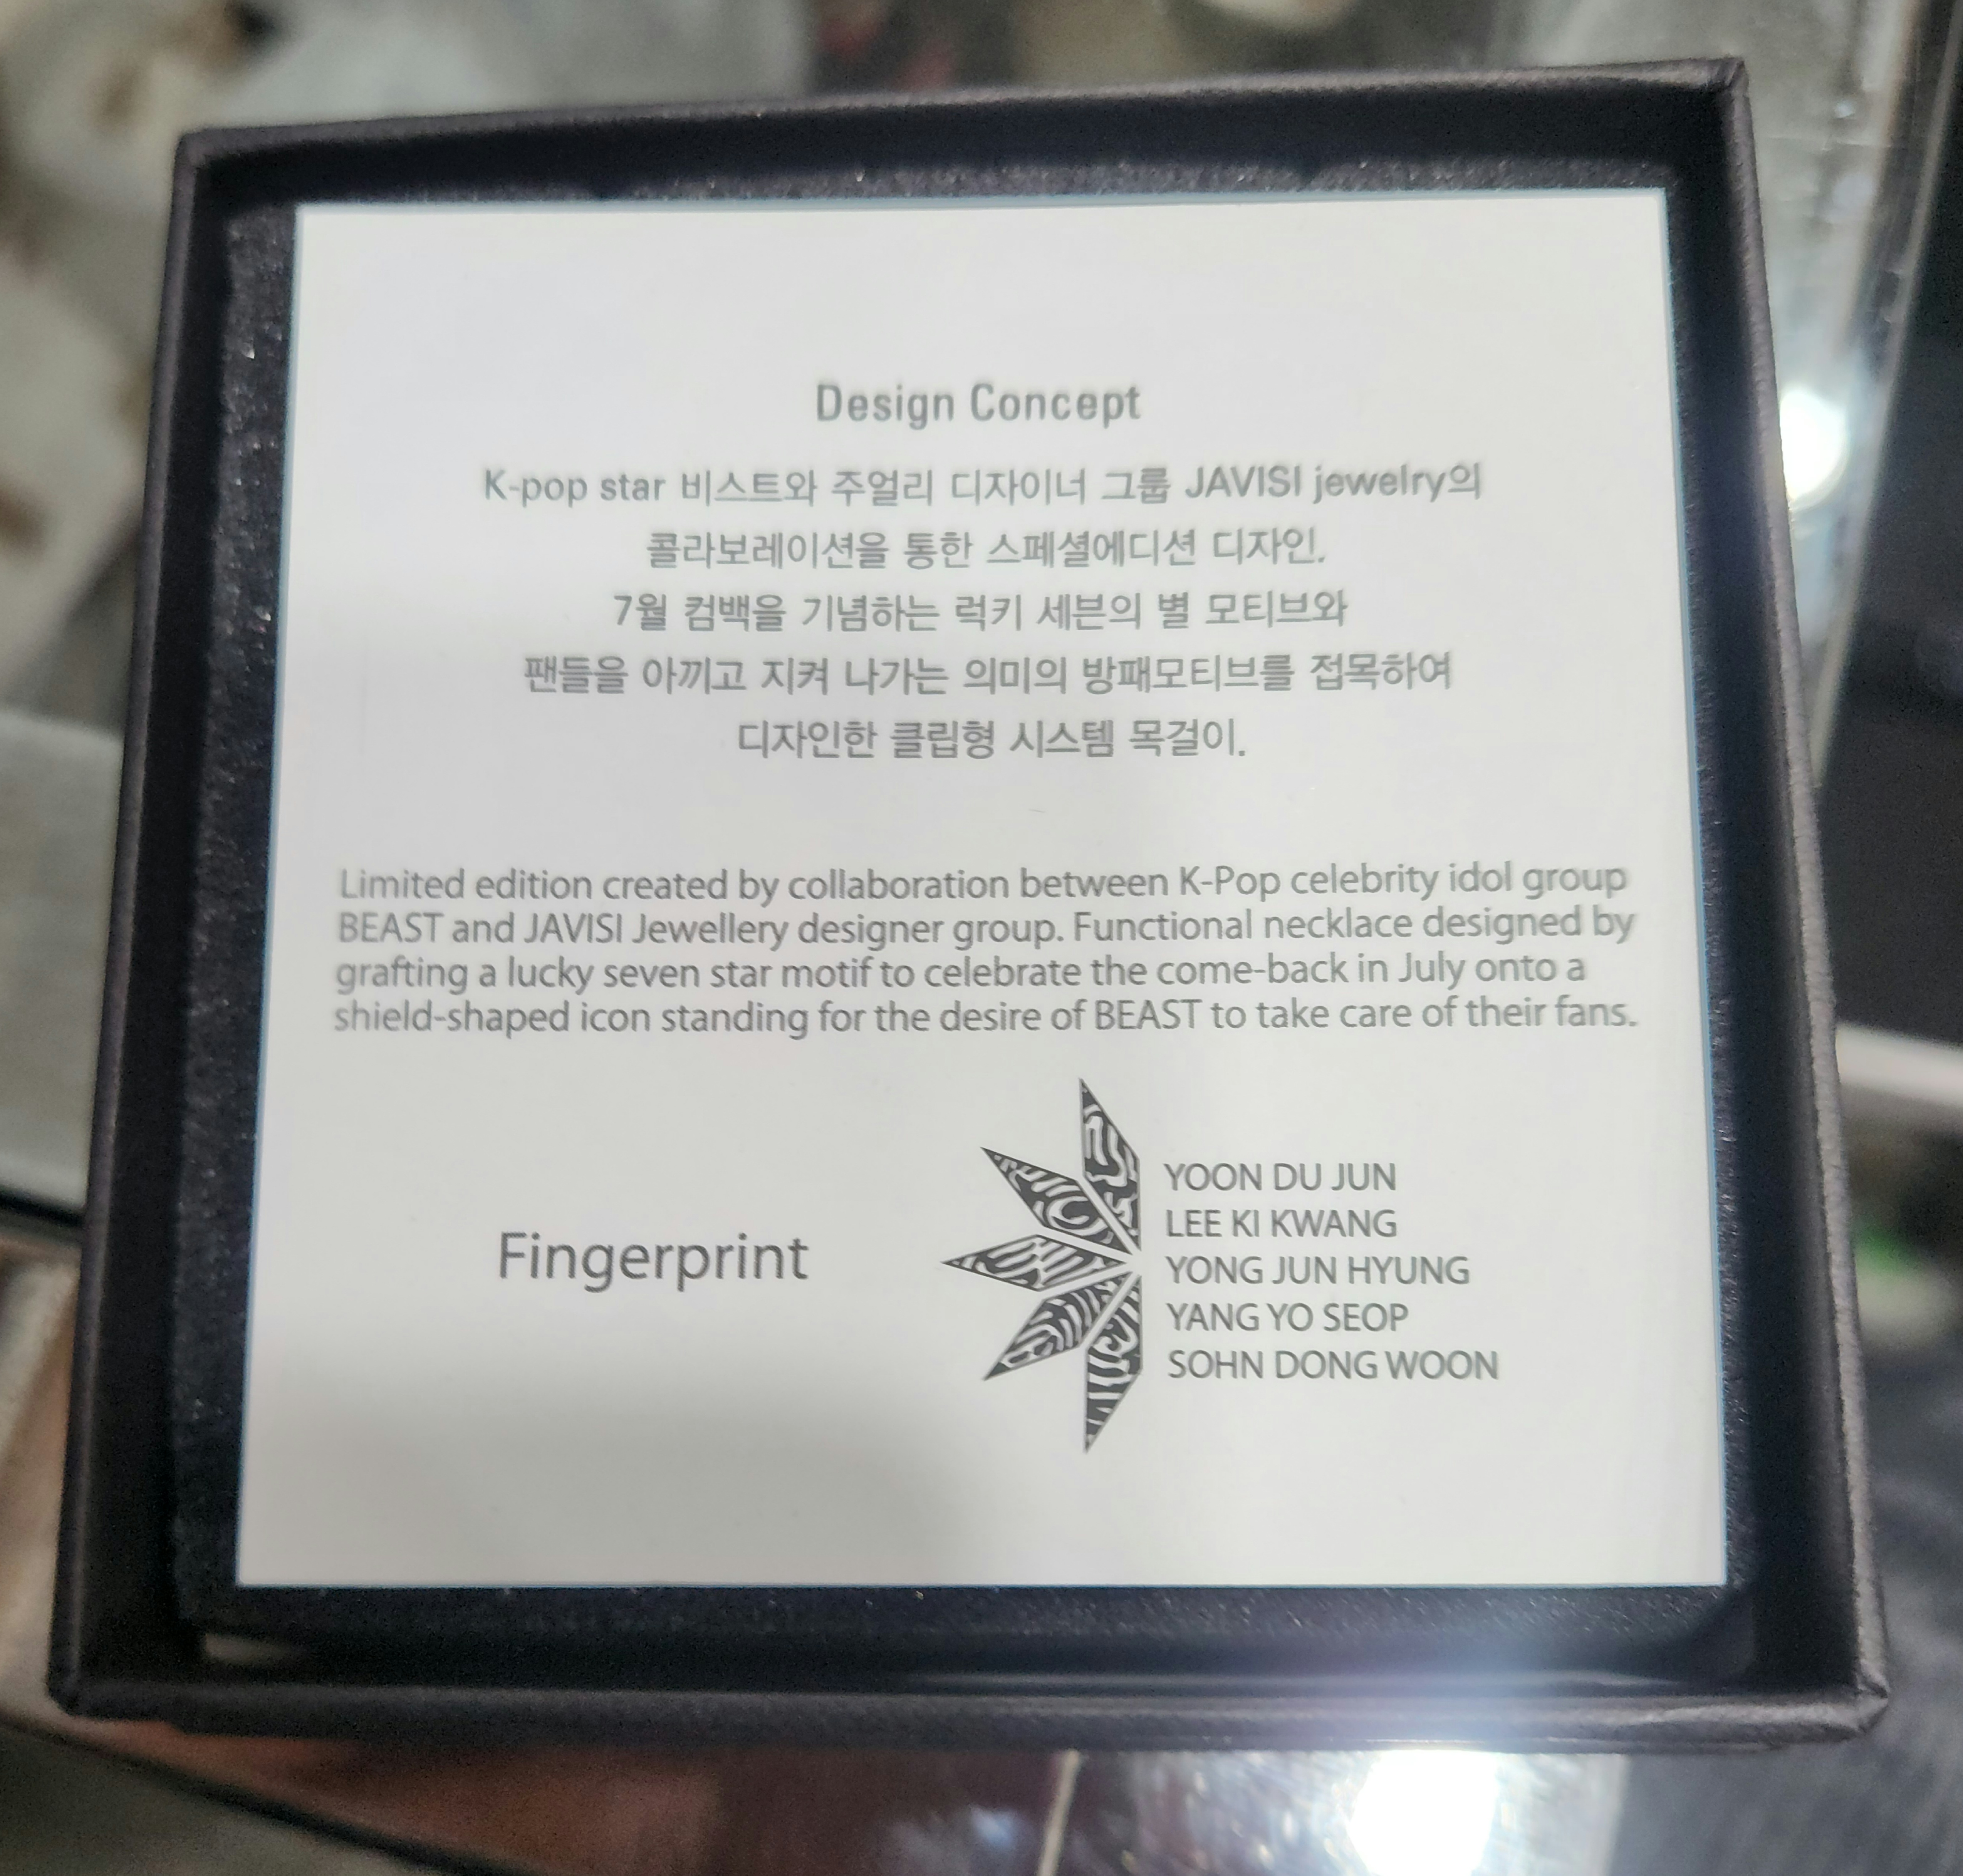 Design Concept
K-pop star 비스트와 주얼리 디자이너 그룹 JAVISI jewelry의
콜라보레이션을 통한 스페셜에디션 디자인.
7월 컴백을 기념하는 럭키 세븐의 별 모티브와
팬들을 아끼고 지켜 나가는 의미의 방패모티브를 접목하여
디자인한 클립형 시스템 목걸이.
Limited edition created by collaboration between K-Pop celebrity idol group
BEAST and JAVISI Jewellery designer group. Functional necklace designed by
grafting a lucky seven star motif to celebrate the come-back in July onto a
shield-shaped icon standing for the desire of BEAST to take care of their fans.
Fingerprint
YOON DU JUN
LEE KI KWANG
YONG JUN HYUNG
YANG YO SEOP
SOHN DONG WOON